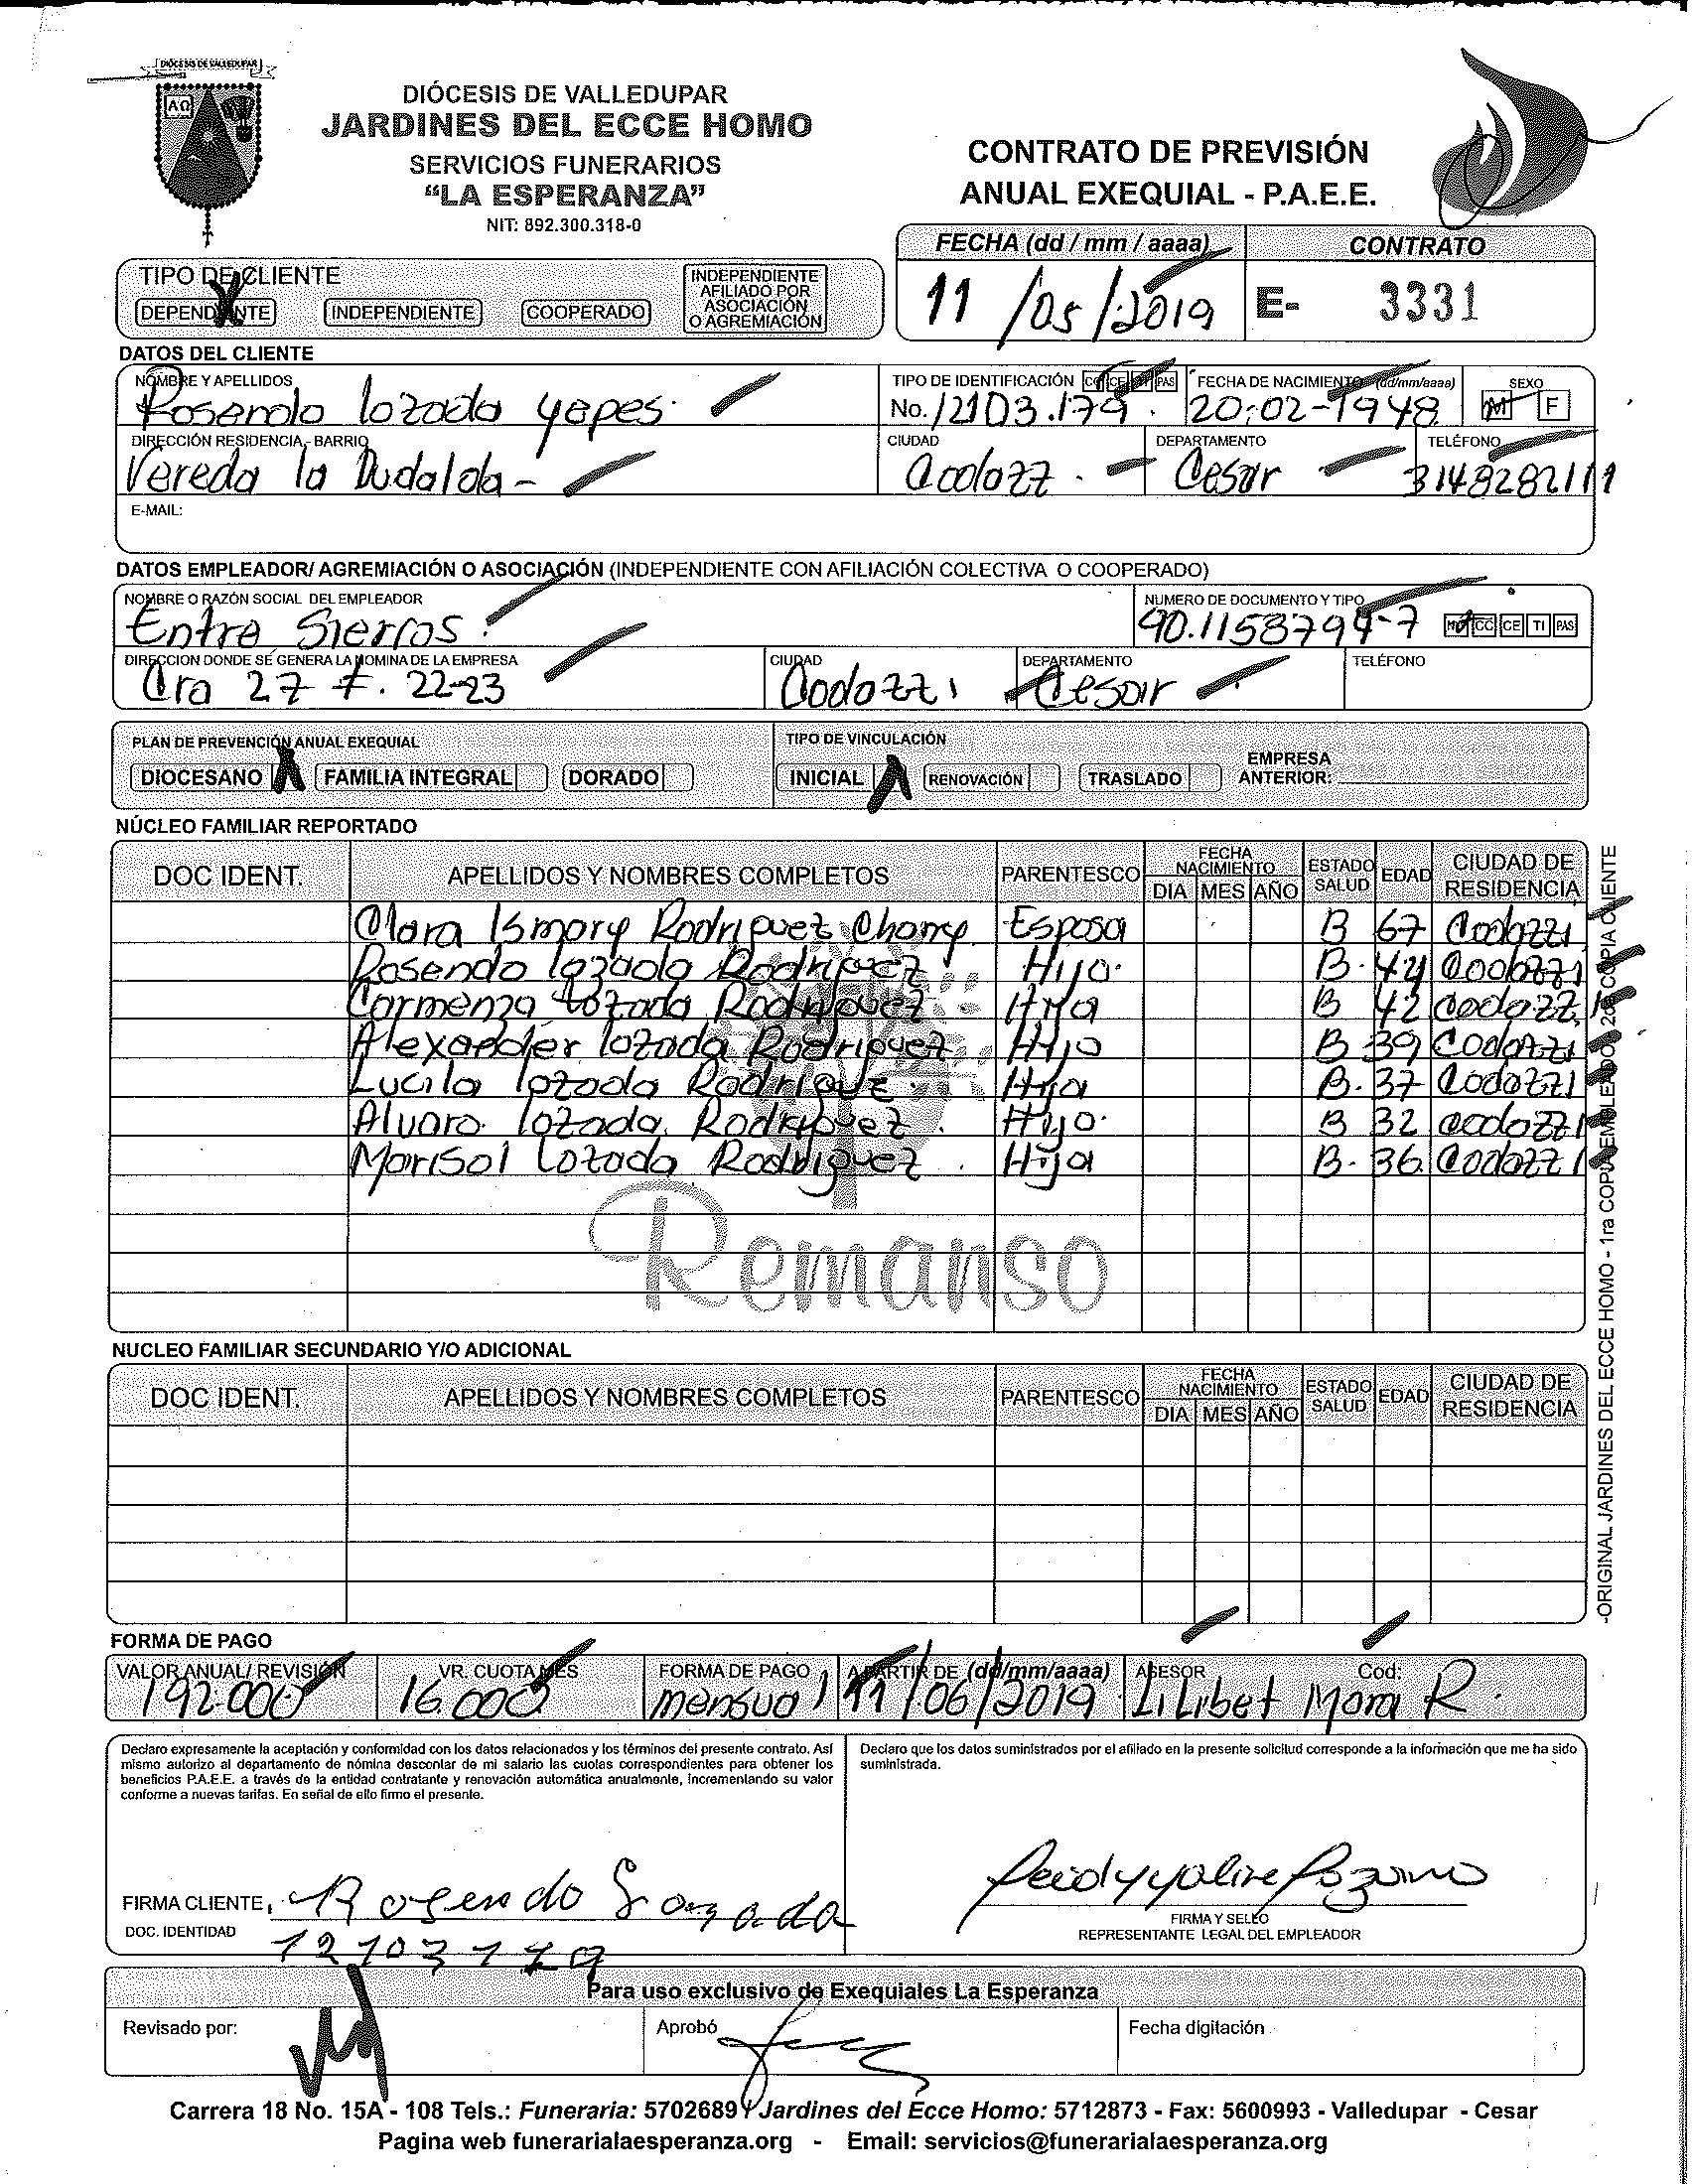 DIÓCESIS DE VALLEDUPAR
DIÓCESIS DE VALLEDUPAR
JARDINES DEL ECCE HOMO
SERVICIOS FUNERARIOS
“LA ESPERANZA”
NIT: 892.300.318-0
CONTRATO DE PREVISIÓN
ANUAL EXEQUIAL - P.A.E.E.
FECHA (dd / mm / aaaa) CONTRATO
11 /05/2019 E- 3331
TIPO DE CLIENTE
DEPENDIENTE INDEPENDIENTE COOPERADO INDEPENDIENTE AFILIADO POR ASOCIACIÓN O AGREMIACIÓN
DATOS DEL CLIENTE
NOMBRE Y APELLIDOS TIPO DE IDENTIFICACIÓN CC CE TI PAS FECHA DE NACIMIENTO (dd/mm/aaaa) SEXO
Rosendo lozada yepes. No. 12103.179. 20-02-1948 M F
DIRECCIÓN RESIDENCIA - BARRIO CIUDAD DEPARTAMENTO TELÉFONO
Vereda la Dudalda- Codazz. Cesar 3148282111
E-MAIL:
DATOS EMPLEADOR/ AGREMIACIÓN O ASOCIACIÓN (INDEPENDIENTE CON AFILIACIÓN COLECTIVA O COOPERADO)
NOMBRE O RAZÓN SOCIAL DEL EMPLEADOR NUMERO DE DOCUMENTO Y TIPO
Entre Sierras. 90.1158794-7 CC CE TI PAS
DIRECCION DONDE SE GENERA LA NOMINA DE LA EMPRESA CIUDAD DEPARTAMENTO TELÉFONO
Cra 27 #. 22-23 Codazzi Cesar
PLAN DE PREVENCIÓN ANUAL EXEQUIAL TIPO DE VINCULACIÓN
DIOCESANO X FAMILIA INTEGRAL DORADO INICIAL X RENOVACIÓN TRASLADO EMPRESA ANTERIOR:
NÚCLEO FAMILIAR REPORTADO
DOC IDENT. APELLIDOS Y NOMBRES COMPLETOS PARENTESCO FECHA NACIMIENTO DIA MES AÑO ESTADO SALUD EDAD CIUDAD DE RESIDENCIA
Clara Ismory Rodriguez Esposa B 67 Codazzi
Rosendo lozada Rodriguez Hijo. B. 44 Codazzi
Carmenza Lozada Rodriguez Hija B 42 Codazzi
Alexander lozada Rodriguez Hijo B 39 Codazzi
Lucila lozada Rodriguez Hija B. 37 Codazzi
Alvaro lozada Rodriguez. Hijo. B 32 Codazzi
Marisol Lozada Rodriguez. Hija B. 36 Codazzi
Remanso
NUCLEO FAMILIAR SECUNDARIO Y/O ADICIONAL
DOC IDENT. APELLIDOS Y NOMBRES COMPLETOS PARENTESCO FECHA NACIMIENTO DIA MES AÑO ESTADO SALUD EDAD CIUDAD DE RESIDENCIA
-ORIGINAL JARDINES DEL ECCE HOMO - 1ra COPIA EMPLEADOR 2da COPIA CLIENTE
FORMA DE PAGO
VALOR ANUAL/ REVISIÓN VR. CUOTA MES FORMA DE PAGO A PARTIR DE (dd/mm/aaaa) ASESOR Cod:
192.000 16.000 mensual 11/06/2019 Lilibet Mora R.
Declaro expresamente la aceptación y conformidad con los datos relacionados y los términos del presente contrato. Así
mismo autorizo al departamento de nómina descontar de mi salario las cuotas correspondientes para obtener los
beneficios P.A.E.E. a través de la entidad contratante y renovación automática anualmente, incrementando su valor
conforme a nuevas tarifas. En señal de ello firmo el presente.
Declaro que los datos suministrados por el afiliado en la presente solicitud corresponde a la información que me ha sido
suministrada.
FIRMA CLIENTE, Rosendo Lozada
DOC. IDENTIDAD 12103179
FIRMA Y SELLO
REPRESENTANTE LEGAL DEL EMPLEADOR
Para uso exclusivo de Exequiales La Esperanza
Revisado por: Aprobó Fecha digitación
Carrera 18 No. 15A - 108 Tels.: Funeraria: 5702689 Y Jardines del Ecce Homo: 5712873 - Fax: 5600993 - Valledupar - Cesar
Pagina web funerarialaesperanza.org - Email: servicios@funerarialaesperanza.org